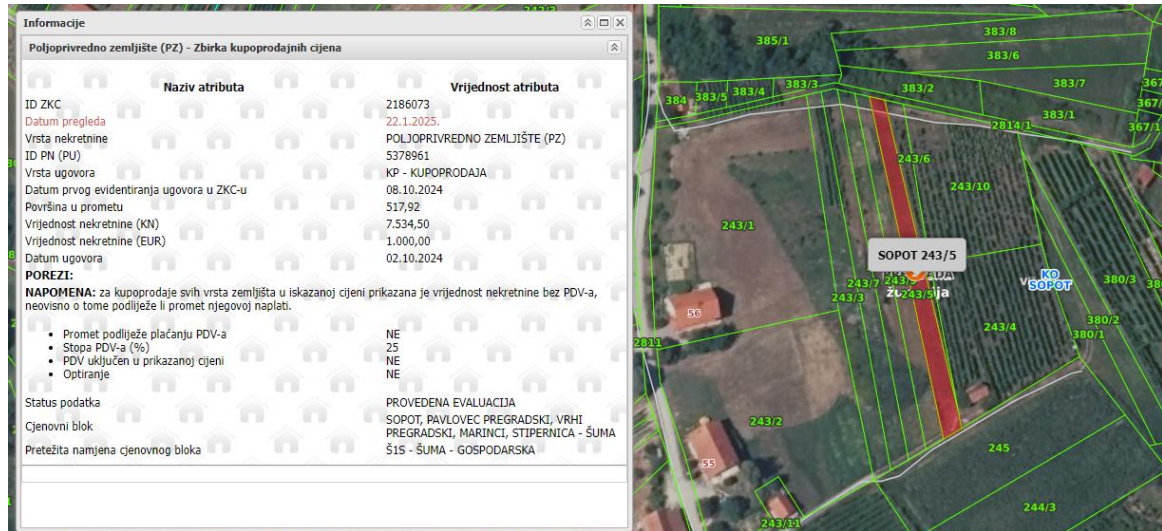 Informacije
Poljoprivredno zemljište (PZ) - Zbirka kupoprodajnih cijena
Naziv atributa Vrijednost atributa
ID ZKC 2186073
Datum pregleda 22.1.2025.
Vrsta nekretnine POLJOPRIVREDNO ZEMLJIŠTE (PZ)
ID PN (PU) 5378961
Vrsta ugovora KP - KUPOPRODAJA
Datum prvog evidentiranja ugovora u ZKC-u 08.10.2024
Površina u prometu 517,92
Vrijednost nekretnine (KN) 7.534,50
Vrijednost nekretnine (EUR) 1.000,00
Datum ugovora 02.10.2024
POREZI:
NAPOMENA: za kupoprodaje svih vrsta zemljišta u iskazanoj cijeni prikazana je vrijednost nekretnine bez PDV-a,
neovisno o tome podliježe li promet njegovoj naplati.
• Promet podliježe plaćanju PDV-a NE
• Stopa PDV-a (%) 25
• PDV uključen u prikazanoj cijeni NE
• Optiranje NE
Status podatka PROVEDENA EVALUACIJA
Cjenovni blok SOPOT, PAVLOVEC PREGRADSKI, VRHI
PREGRADSKI, MARINCI, STIPERNICA - ŠUMA
Pretežita namjena cjenovnog bloka Š1S - ŠUMA - GOSPODARSKA
242/3
385/1
383/8
383/6
384
383/5
383/4
383/3
383/2
383/7
383/1
367/1
2814/1
243/6
243/10
243/1
SOPOT 243/5
KO
SOPOT
243/7
243/3
243/5
380/3
243/4
380/2
380/1
56
2811
243/2
55
245
244/3
243/11